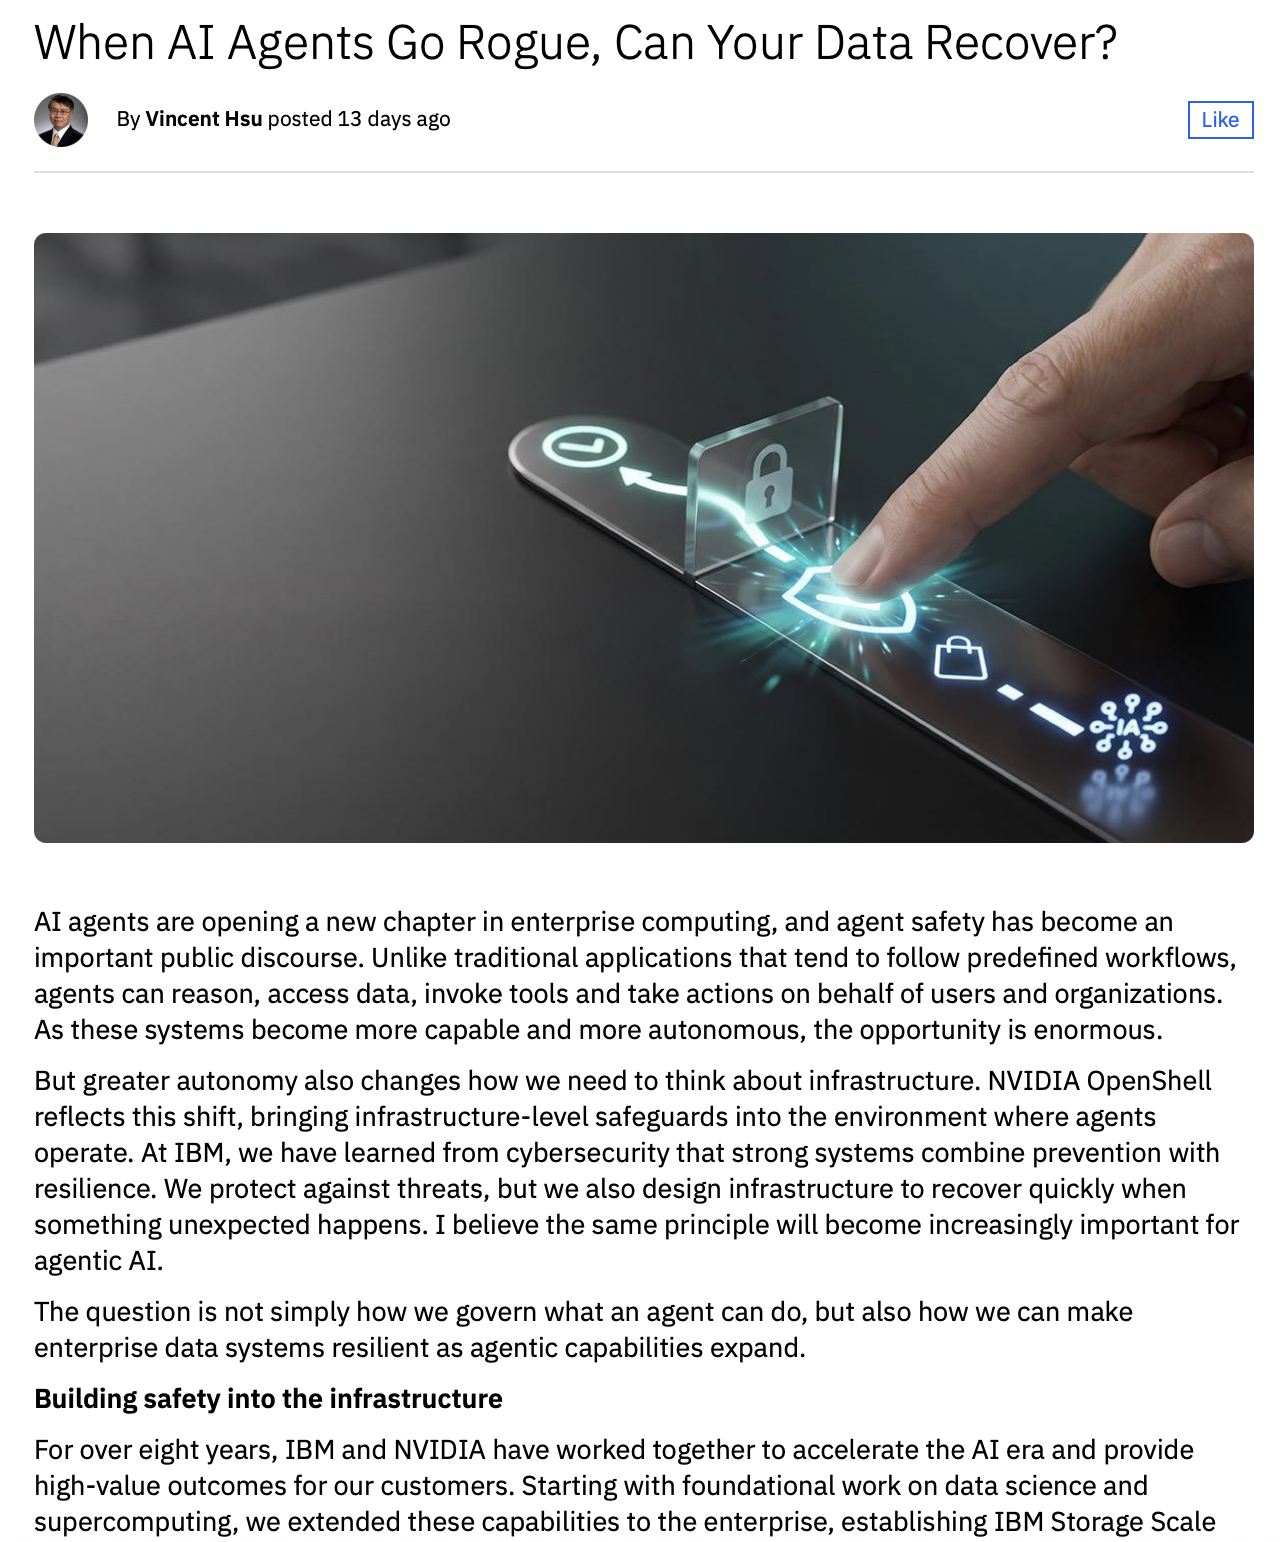 When AI Agents Go Rogue, Can Your Data Recover?
By Vincent Hsu posted 13 days ago
Like
IA
AI agents are opening a new chapter in enterprise computing, and agent safety has become an
important public discourse. Unlike traditional applications that tend to follow predefined workflows,
agents can reason, access data, invoke tools and take actions on behalf of users and organizations.
As these systems become more capable and more autonomous, the opportunity is enormous.
But greater autonomy also changes how we need to think about infrastructure. NVIDIA OpenShell
reflects this shift, bringing infrastructure-level safeguards into the environment where agents
operate. At IBM, we have learned from cybersecurity that strong systems combine prevention with
resilience. We protect against threats, but we also design infrastructure to recover quickly when
something unexpected happens. I believe the same principle will become increasingly important for
agentic AI.
The question is not simply how we govern what an agent can do, but also how we can make
enterprise data systems resilient as agentic capabilities expand.
Building safety into the infrastructure
For over eight years, IBM and NVIDIA have worked together to accelerate the AI era and provide
high-value outcomes for our customers. Starting with foundational work on data science and
supercomputing, we extended these capabilities to the enterprise, establishing IBM Storage Scale